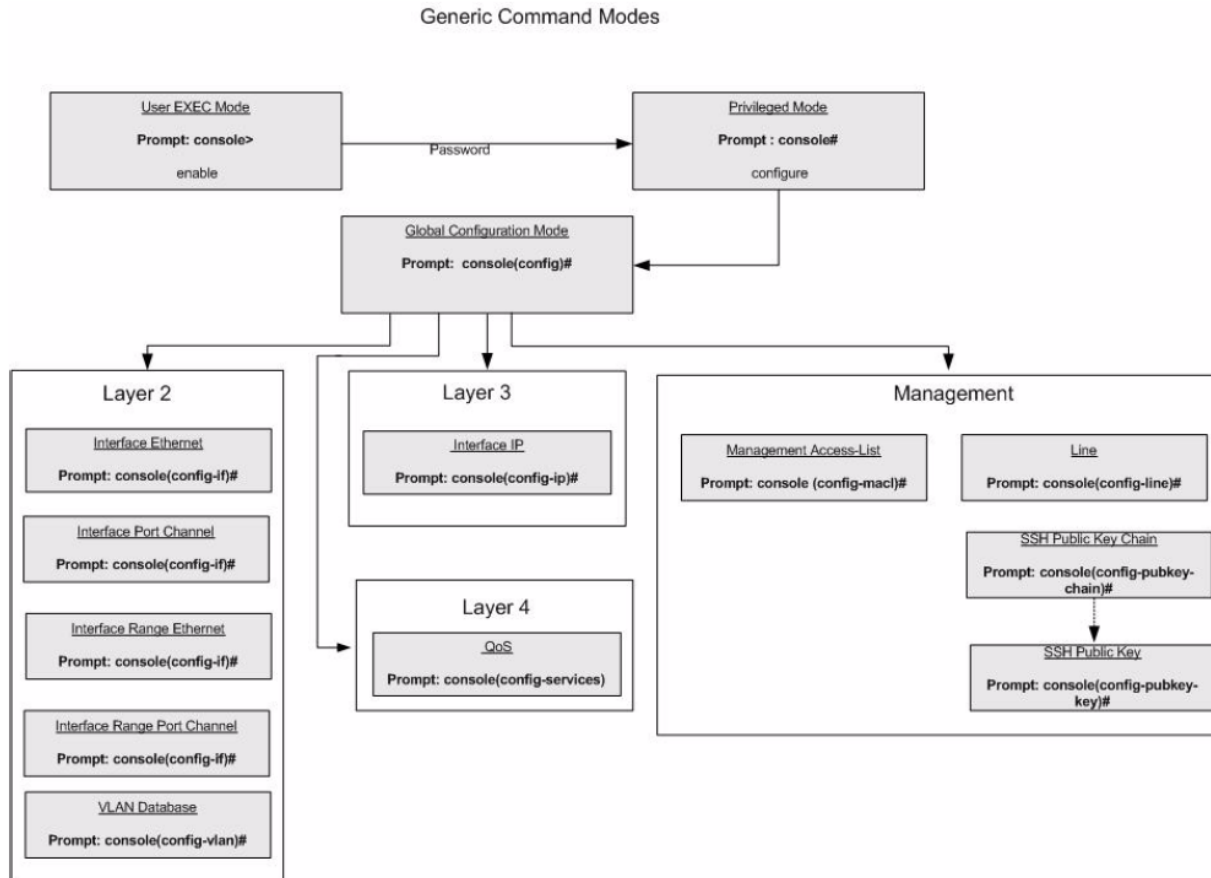 Generic Command Modes
User EXEC Mode
Prompt: console>
enable
Password
Privileged Mode
Prompt : console#
configure
Global Configuration Mode
Prompt: console(config)#
Layer 2
Interface Ethernet
Prompt: console(config-if)#
Interface Port Channel
Prompt: console(config-if)#
Interface Range Ethernet
Prompt: console(config-if)#
Interface Range Port Channel
Prompt: console(config-if)#
VLAN Database
Prompt: console(config-vlan)#
Layer 3
Interface IP
Prompt: console(config-ip)#
Layer 4
QoS
Prompt: console(config-services)
Management
Management Access-List
Prompt: console (config-macl)#
Line
Prompt: console(config-line)#
SSH Public Key Chain
Prompt: console(config-pubkey-
chain)#
SSH Public Key
Prompt: console(config-pubkey-
key)#